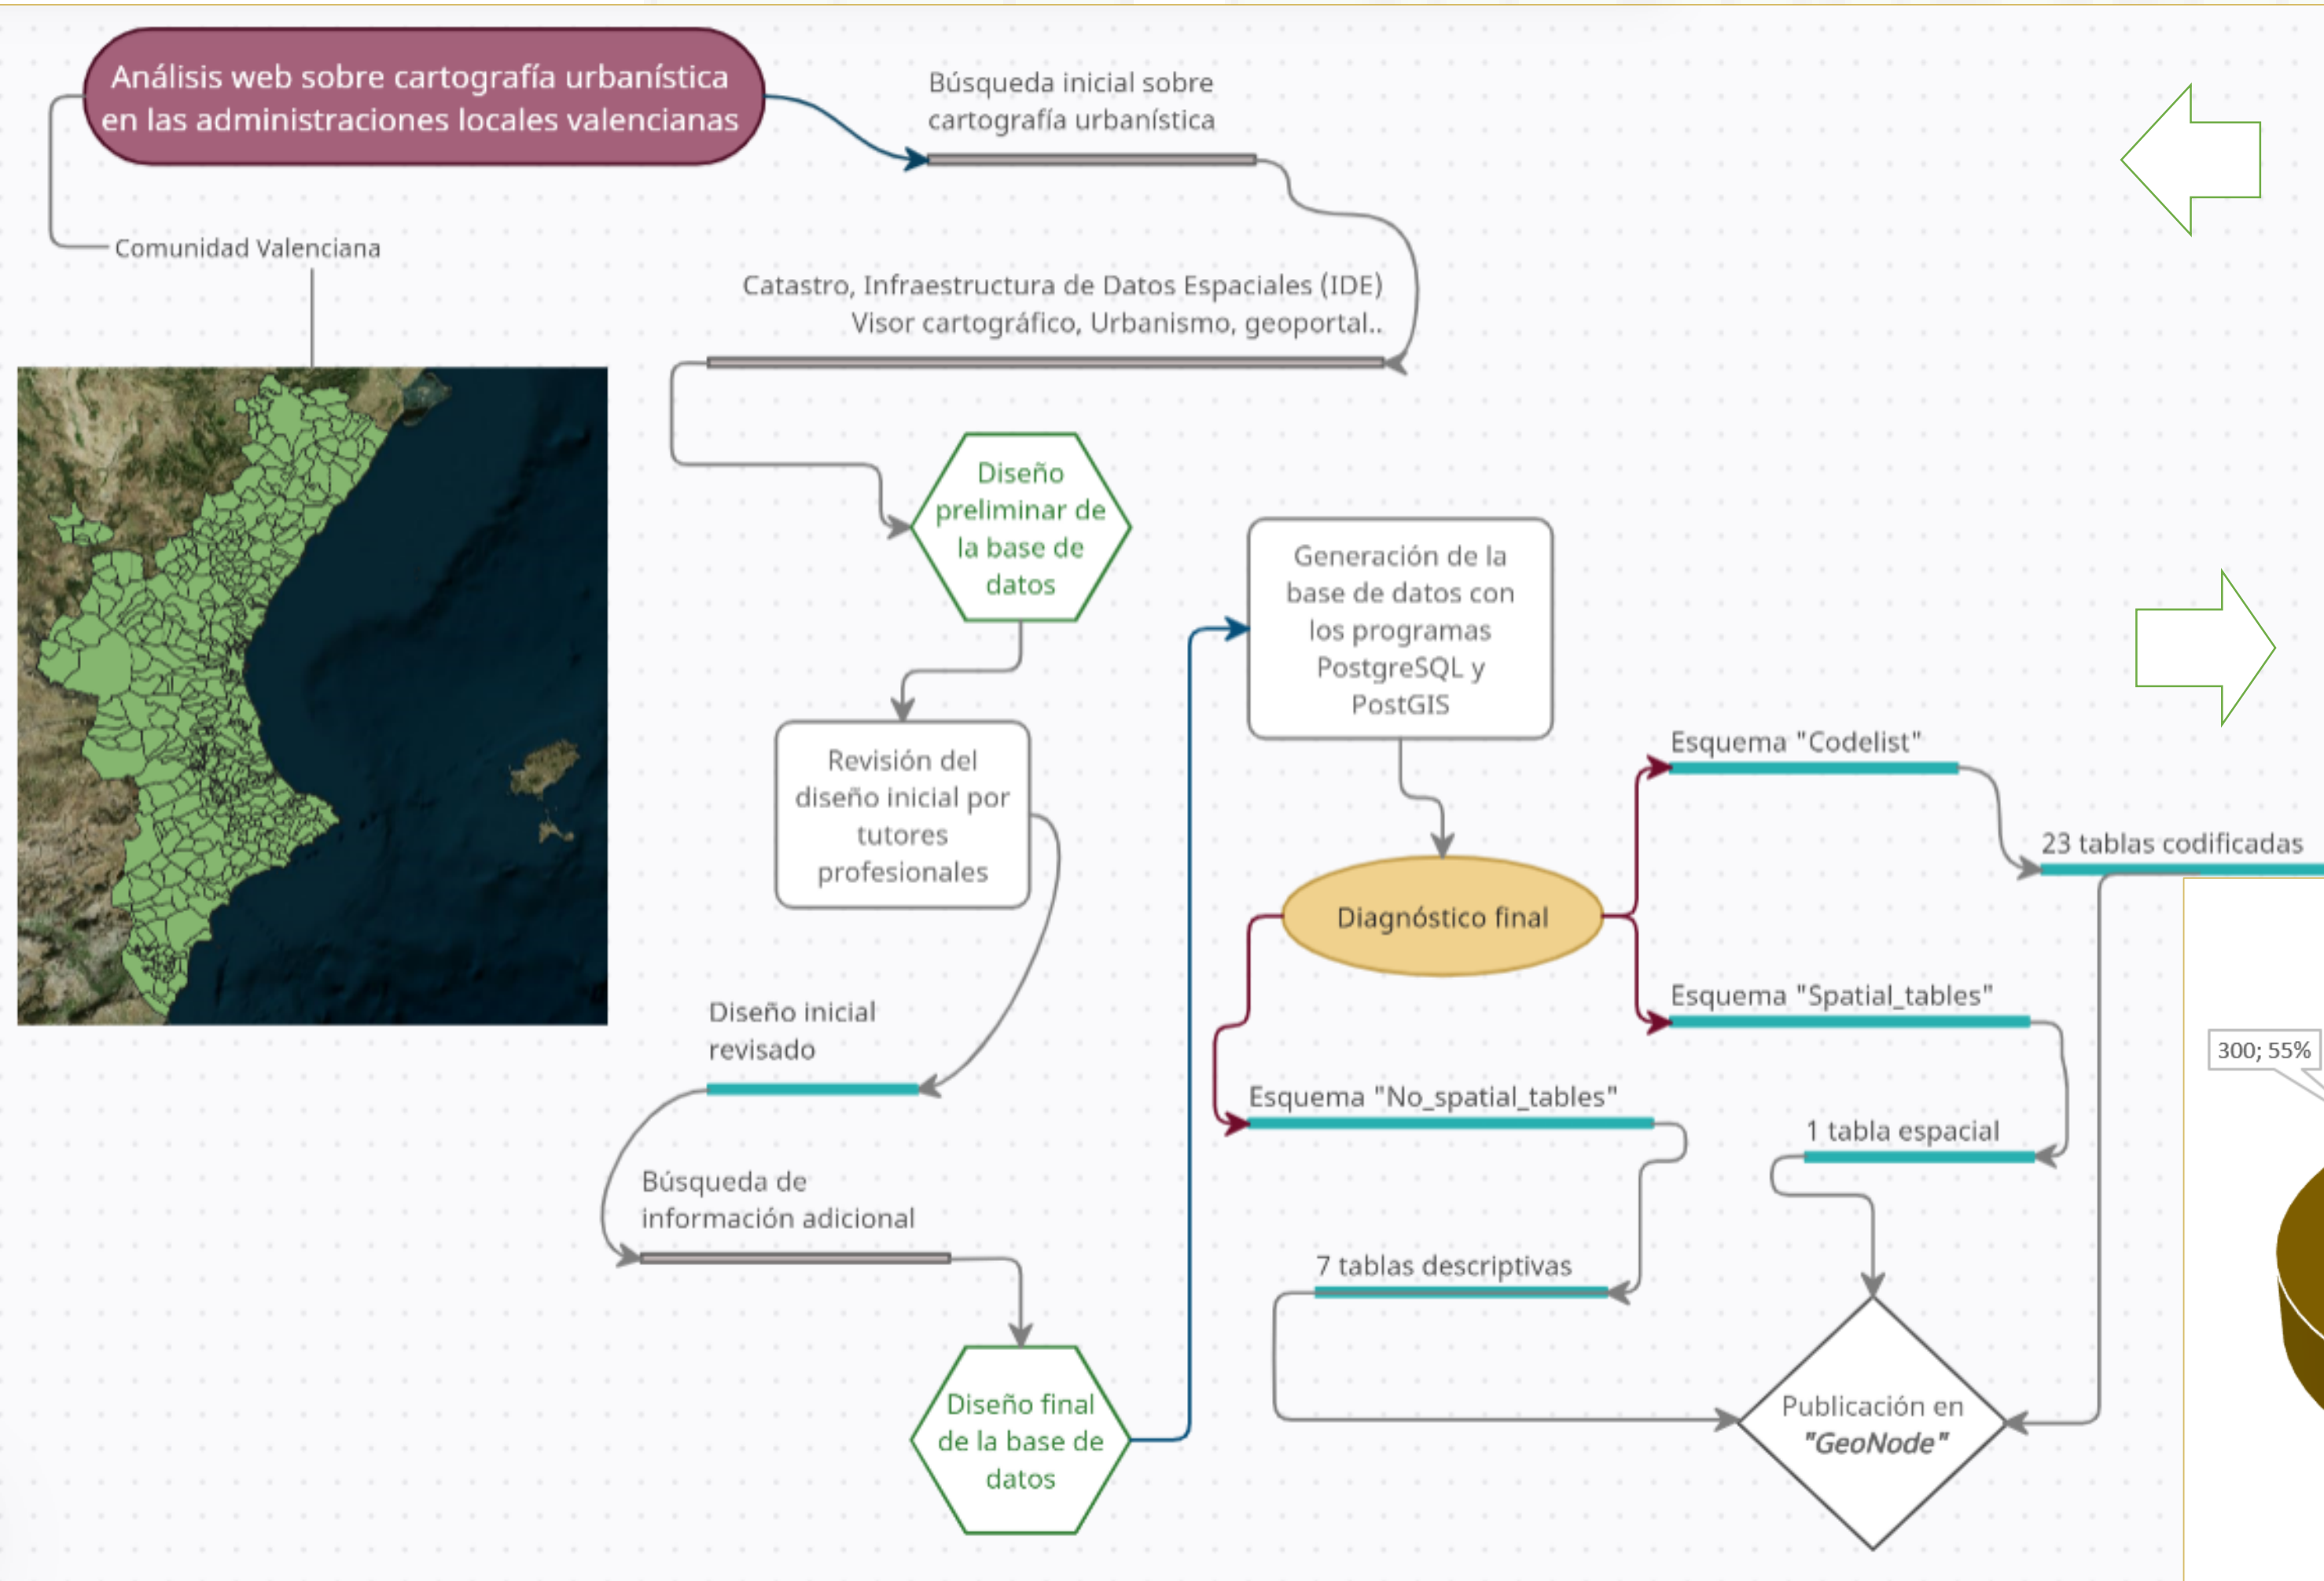 Análisis web sobre cartografía urbanística
en las administraciones locales valencianas
Búsqueda inicial sobre
cartografía urbanística
Comunidad Valenciana
Catastro, Infraestructura de Datos Espaciales (IDE)
Visor cartográfico, Urbanismo, geoportal..
Diseño
preliminar de
la base de
datos
Revisión del
diseño inicial por
tutores
profesionales
Diseño inicial
revisado
Búsqueda de
información adicional
Diseño final
de la base de
datos
Generación de la
base de datos con
los programas
PostgreSQL y
PostGIS
Diagnóstico final
Esquema "Codelist"
23 tablas codificadas
Esquema "Spatial_tables"
1 tabla espacial
Esquema "No_spatial_tables"
7 tablas descriptivas
Publicación en
"GeoNode"
300; 55%